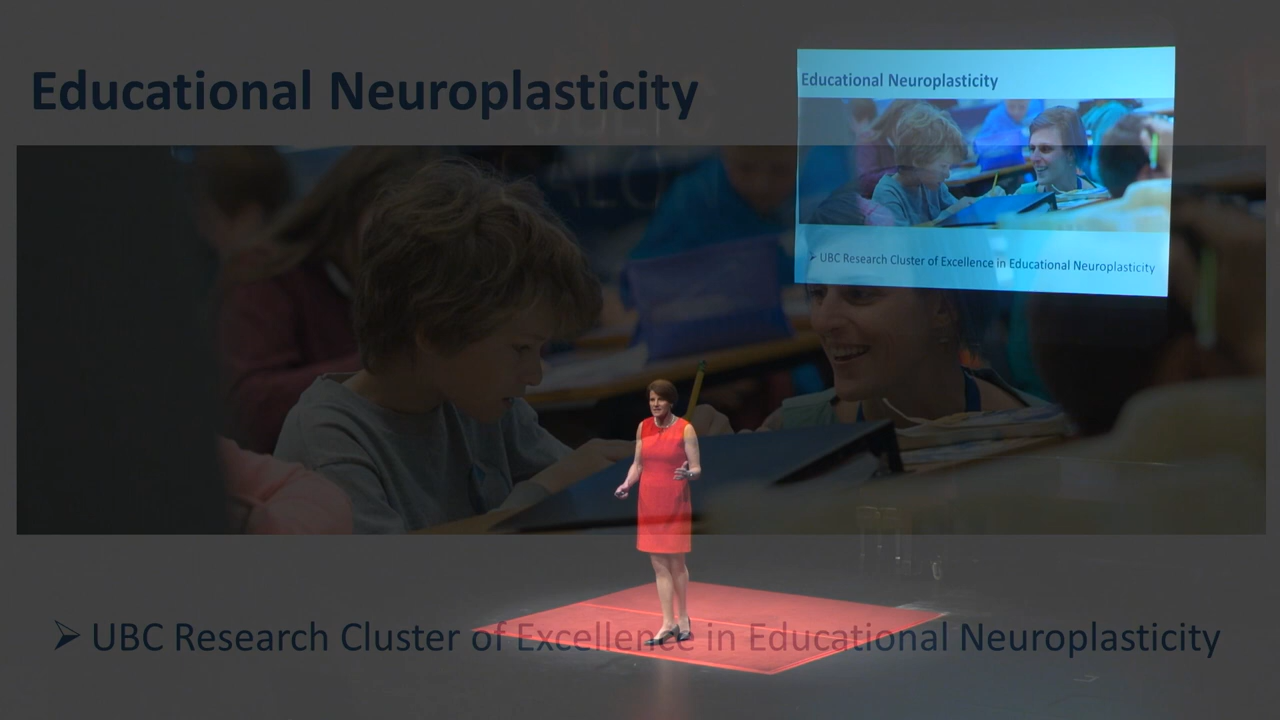 Educational Neuroplasticity
Educational Neuroplasticity
➢ UBC Research Cluster of Excellence in Educational Neuroplasticity
➢ UBC Research Cluster of Excellence in Educational Neuroplasticity